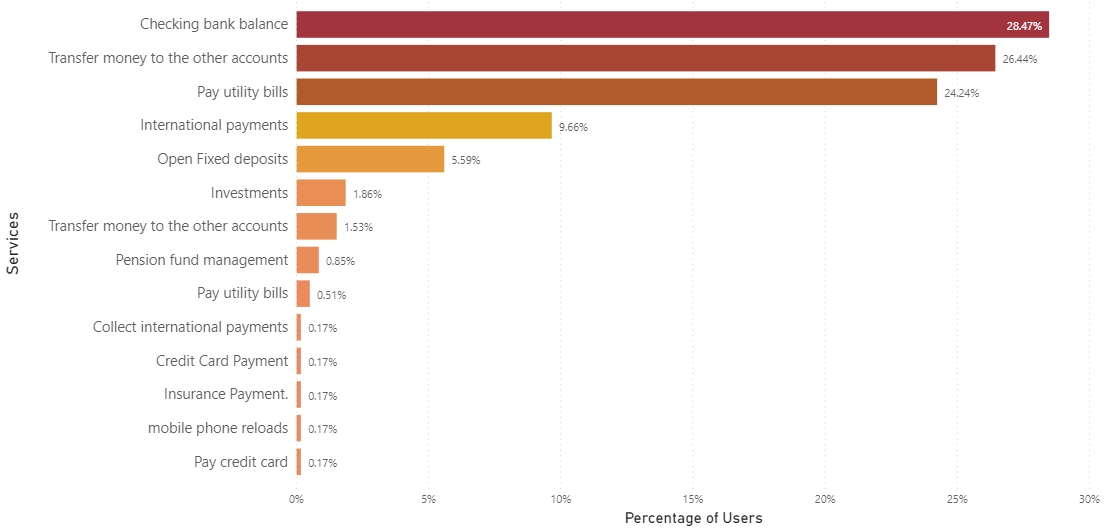 Services
Checking bank balance 28.47%
Transfer money to the other accounts 26.44%
Pay utility bills 24.24%
International payments 9.66%
Open Fixed deposits 5.59%
Investments 1.86%
Transfer money to the other accounts 1.53%
Pension fund management 0.85%
Pay utility bills 0.51%
Collect international payments 0.17%
Credit Card Payment 0.17%
Insurance Payment. 0.17%
mobile phone reloads 0.17%
Pay credit card 0.17%
0% 5% 10% 15% 20% 25% 30%
Percentage of Users